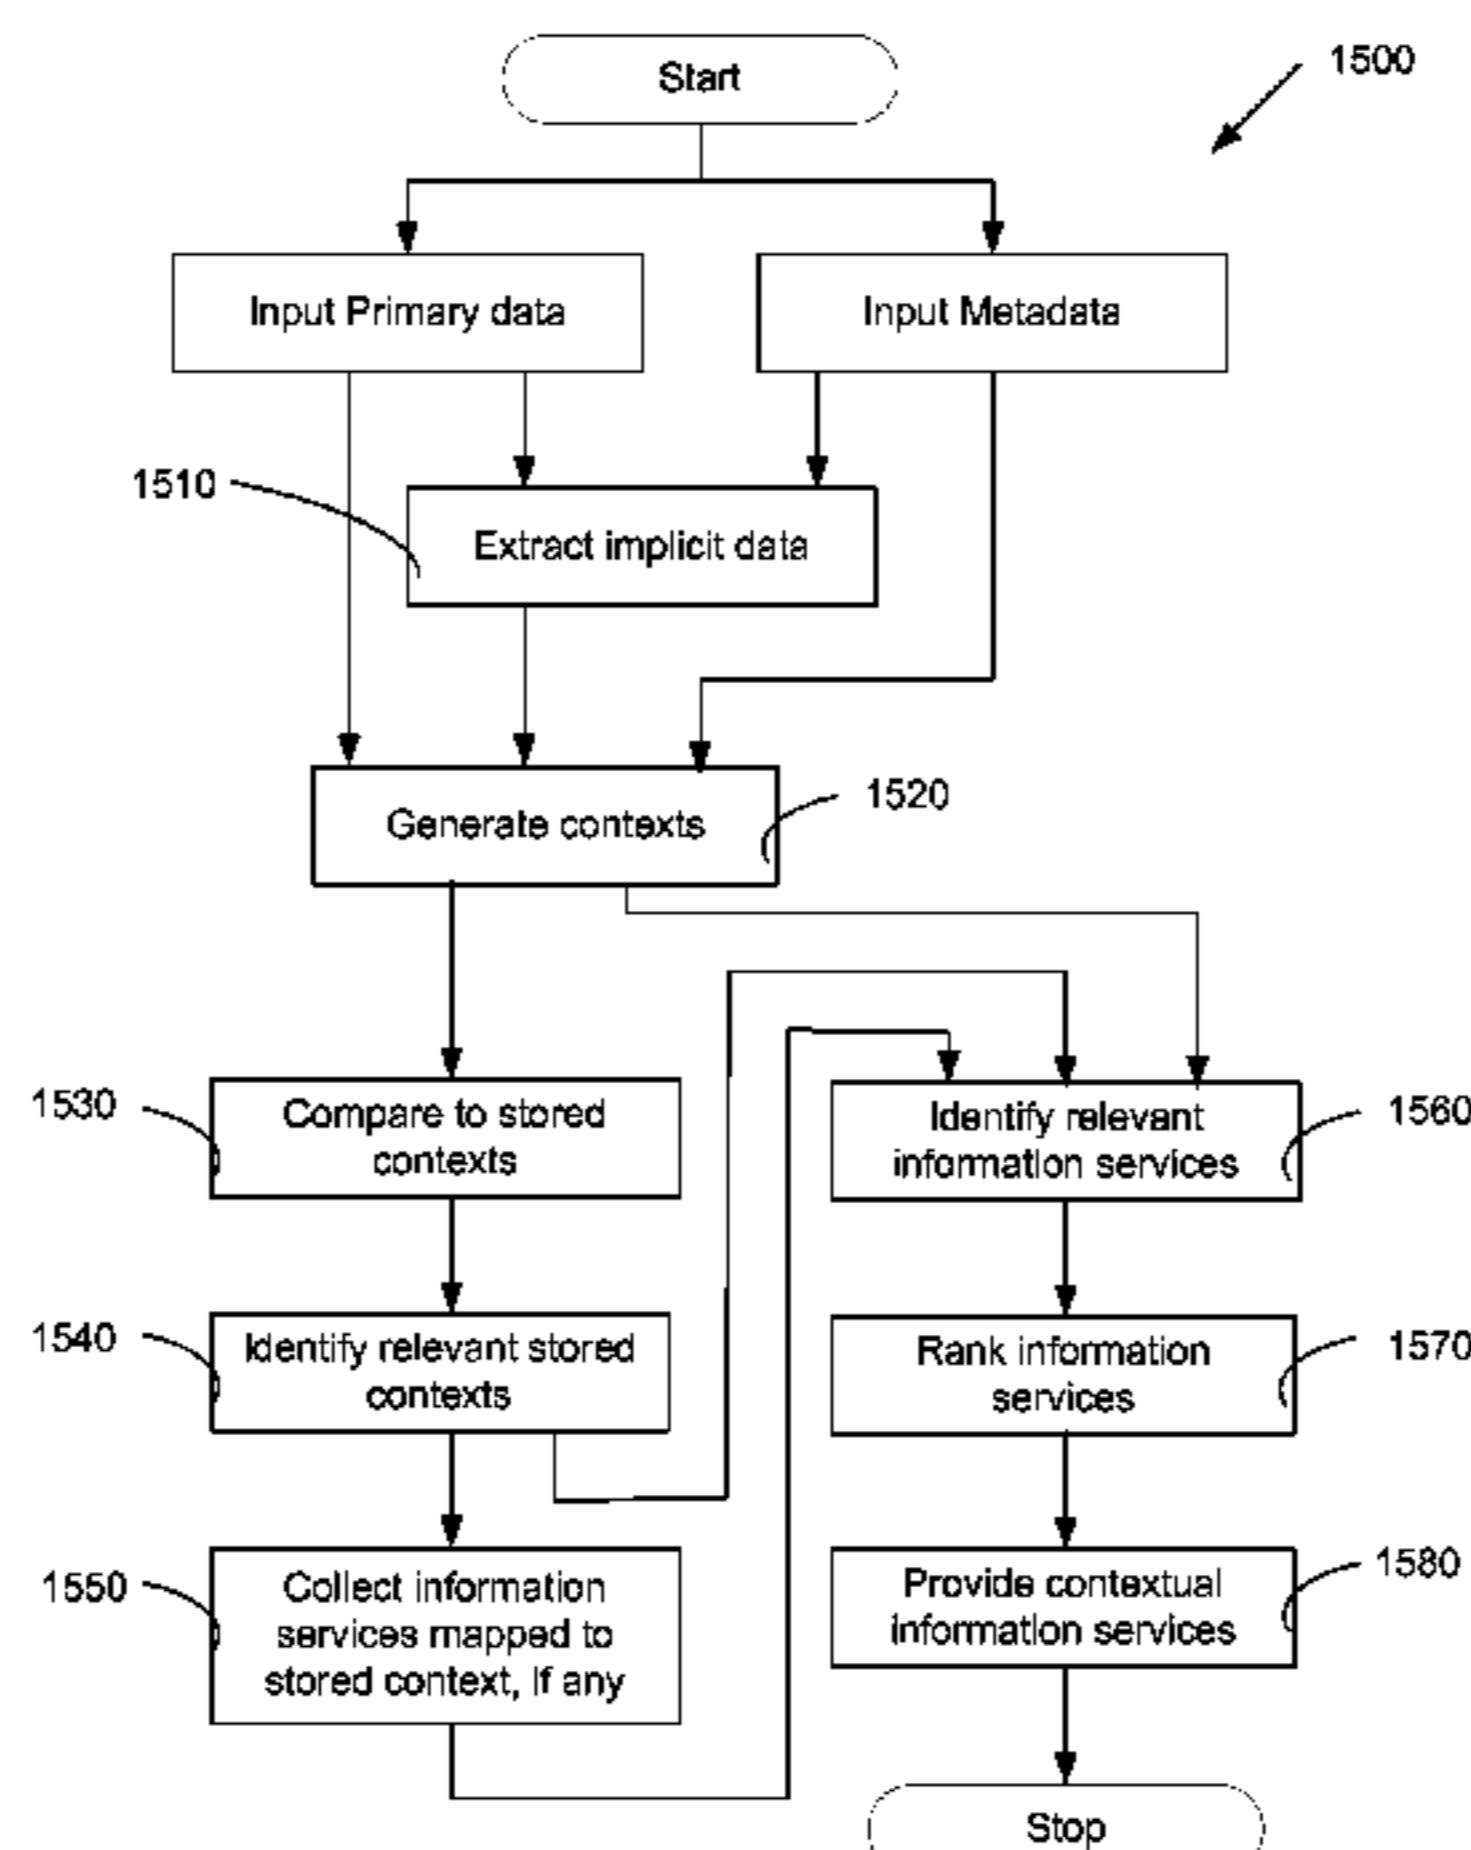 Start
1500
Input Primary data
Input Metadata
1510
Extract implicit data
Generate contexts
1520
1530
Compare to stored
contexts
Identify relevant
information services
1560
1540
Identify relevant stored
contexts
Rank information
services
1570
1550
Collect information
services mapped to
stored context, If any
Provide contextual
information services
1580
Stop